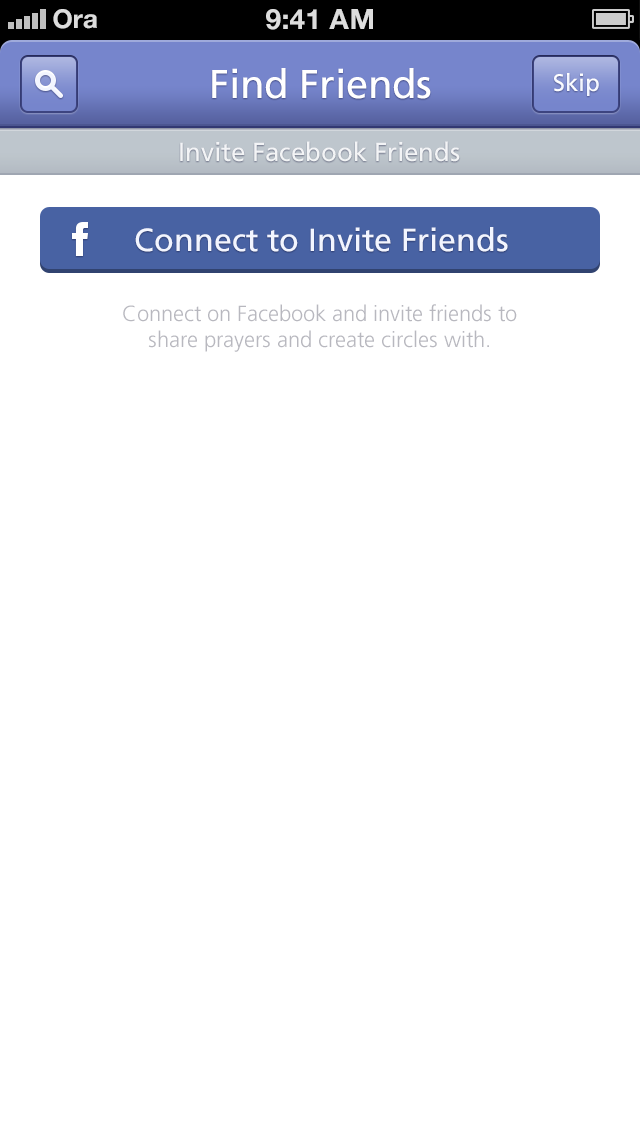 Ora 9:41 AM
Find Friends Skip
Invite Facebook Friends
f Connect to Invite Friends
Connect on Facebook and invite friends to
share prayers and create circles with.